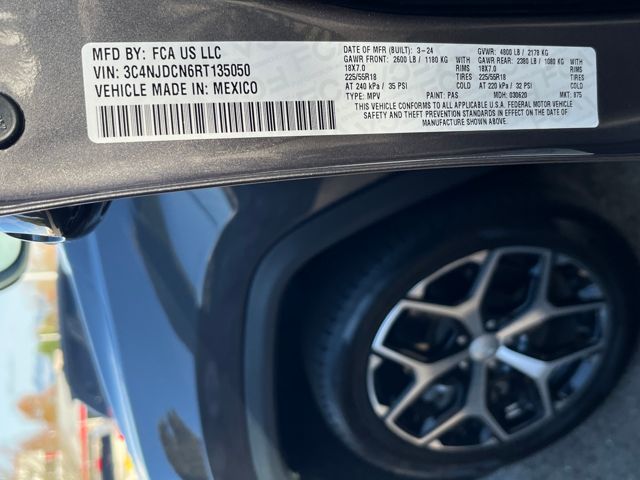 MFD BY: FCA US LLC
VIN: 3C4NJDCN6RT135050
VEHICLE MADE IN: MEXICO
DATE OF MFR (BUILT): 3-24 GVWR: 4800 LB / 2178 KG
GAWR FRONT: 2600 LB / 1180 KG WITH GAWR REAR: 2380 LB / 1080 KG WITH
18X7.0 RIMS 18X7.0 RIMS
225/55R18 TIRES 225/55R18 TIRES
AT 240 kPa / 35 PSI COLD AT 220 kPa / 32 PSI COLD
TYPE: MPV PAINT: PAS MDH: 030620 MKT: 875
THIS VEHICLE CONFORMS TO ALL APPLICABLE U.S.A. FEDERAL MOTOR VEHICLE
SAFETY AND THEFT PREVENTION STANDARDS IN EFFECT ON THE DATE OF
MANUFACTURE SHOWN ABOVE.